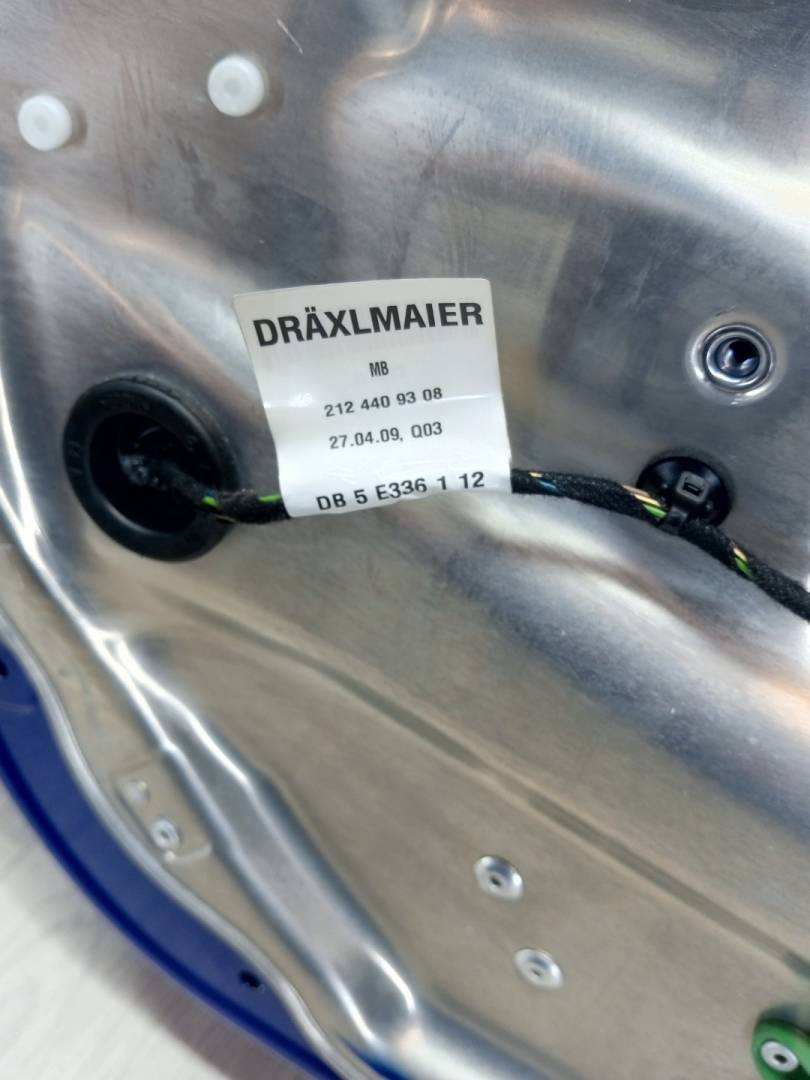 DRÄXLMAIER
MB
212 440 93 08
27.04.09, Q03
DB 5 E336 1 12